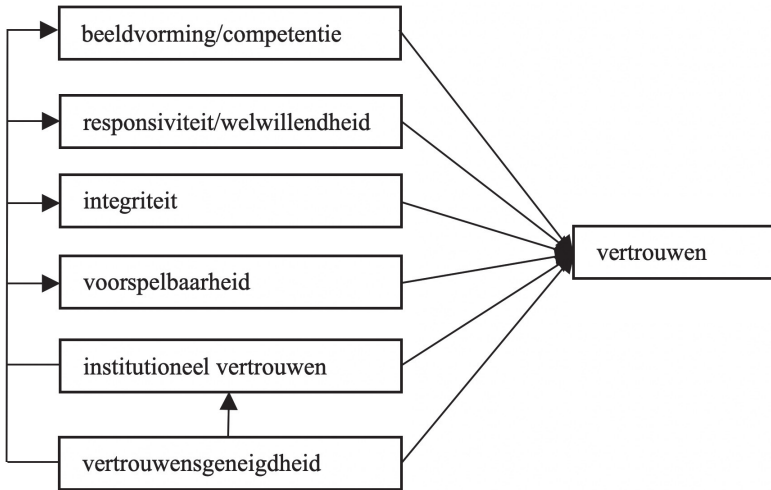 beeldvorming/competentie
responsiviteit/welwillendheid
integriteit
voorspelbaarheid
institutioneel vertrouwen
vertrouwensgeneigdheid
vertrouwen